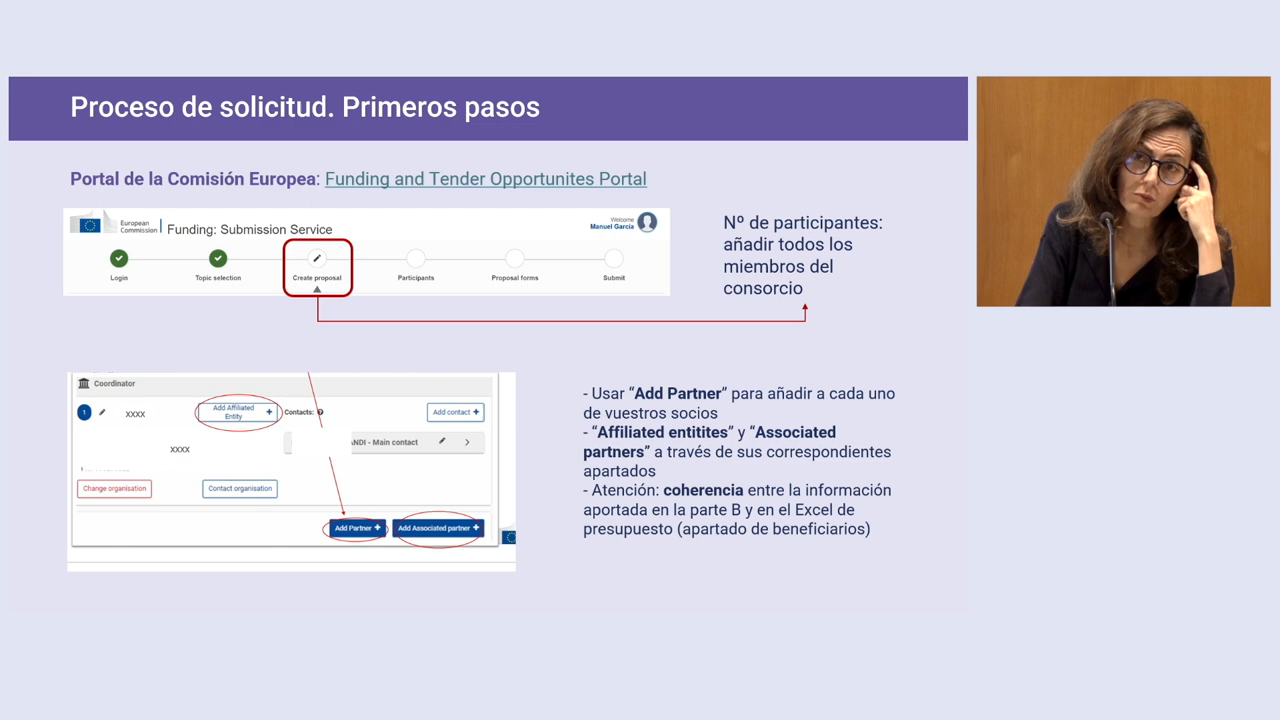 Proceso de solicitud. Primeros pasos
Portal de la Comisión Europea: Funding and Tender Opportunites Portal
European
Commission
Funding: Submission Service
Welcome
Manuel Garcia
Login
Topic selection
Create proposal
Participants
Proposal forms
Submit
Nº de participantes:
añadir todos los
miembros del
consorcio
Coordinator
1
XXXX
Add Affiliated
Entity +
Contacts:
Add contact +
XXXX
ANDI - Main contact
Change organisation
Contact organisation
Add Partner +
Add Associated partner +
- Usar “Add Partner” para añadir a cada uno
de vuestros socios
- “Affiliated entitites” y “Associated
partners” a través de sus correspondientes
apartados
- Atención: coherencia entre la información
aportada en la parte B y en el Excel de
presupuesto (apartado de beneficiarios)